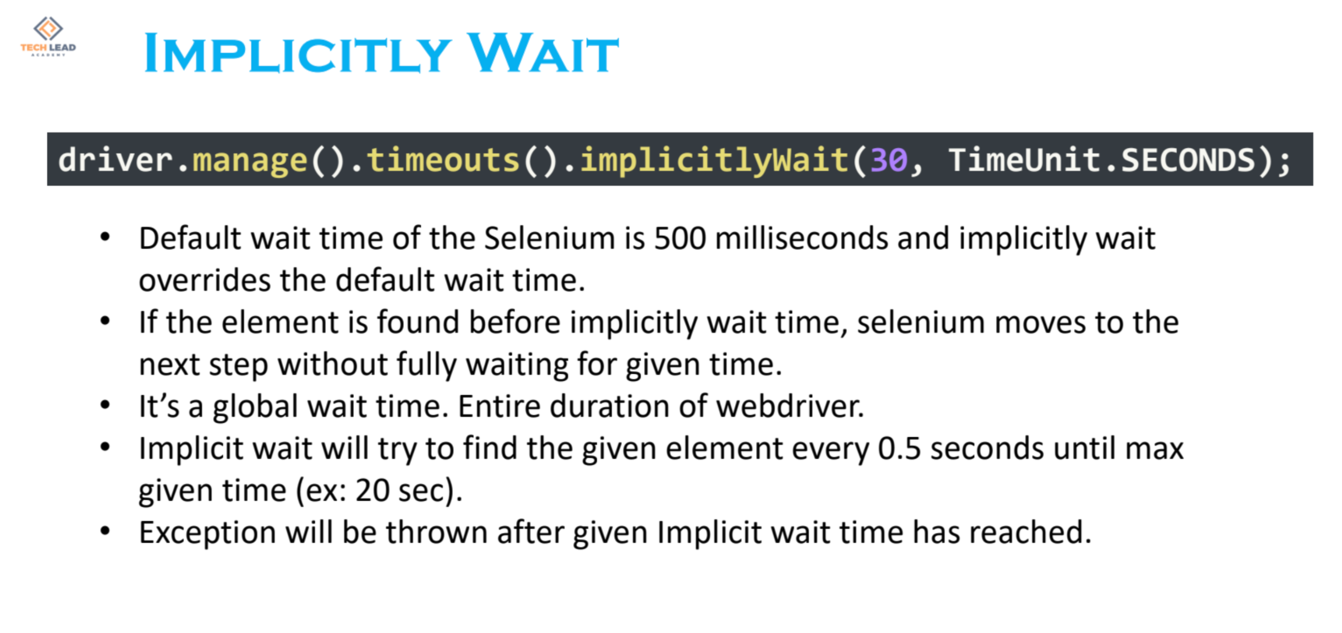 TECH LEAD
ACADEMY
IMPLICITLY WAIT
driver.manage().timeouts().implicitlyWait(30, TimeUnit.SECONDS);
• Default wait time of the Selenium is 500 milliseconds and implicitly wait
overrides the default wait time.
• If the element is found before implicitly wait time, selenium moves to the
next step without fully waiting for given time.
• It’s a global wait time. Entire duration of webdriver.
• Implicit wait will try to find the given element every 0.5 seconds until max
given time (ex: 20 sec).
• Exception will be thrown after given Implicit wait time has reached.